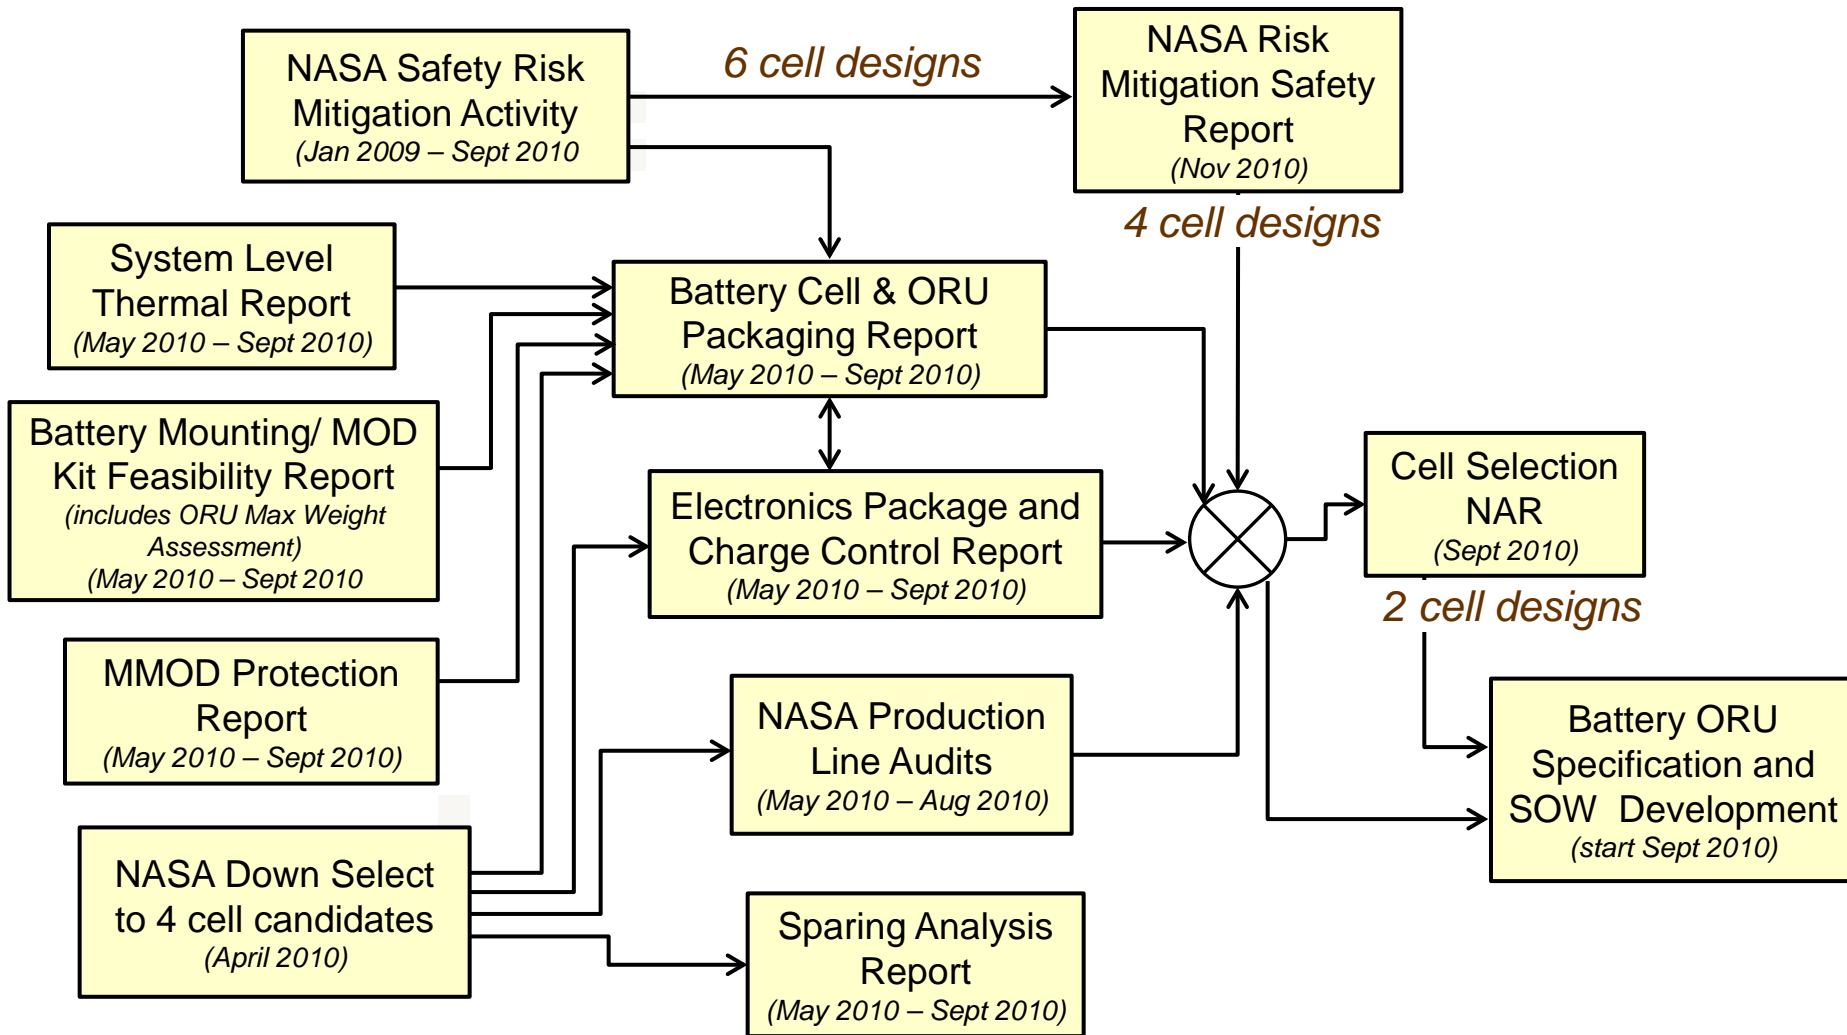 NASA Safety Risk
Mitigation Activity
(Jan 2009 – Sept 2010
6 cell designs
NASA Risk
Mitigation Safety
Report
(Nov 2010)
4 cell designs
System Level
Thermal Report
(May 2010 – Sept 2010)
Battery Cell & ORU
Packaging Report
(May 2010 – Sept 2010)
Battery Mounting/ MOD
Kit Feasibility Report
(includes ORU Max Weight
Assessment)
(May 2010 – Sept 2010
Electronics Package and
Charge Control Report
(May 2010 – Sept 2010)
Cell Selection
NAR
(Sept 2010)
2 cell designs
MMOD Protection
Report
(May 2010 – Sept 2010)
NASA Production
Line Audits
(May 2010 – Aug 2010)
Battery ORU
Specification and
SOW  Development
(start Sept 2010)
NASA Down Select
to 4 cell candidates
(April 2010)
Sparing Analysis
Report
(May 2010 – Sept 2010)